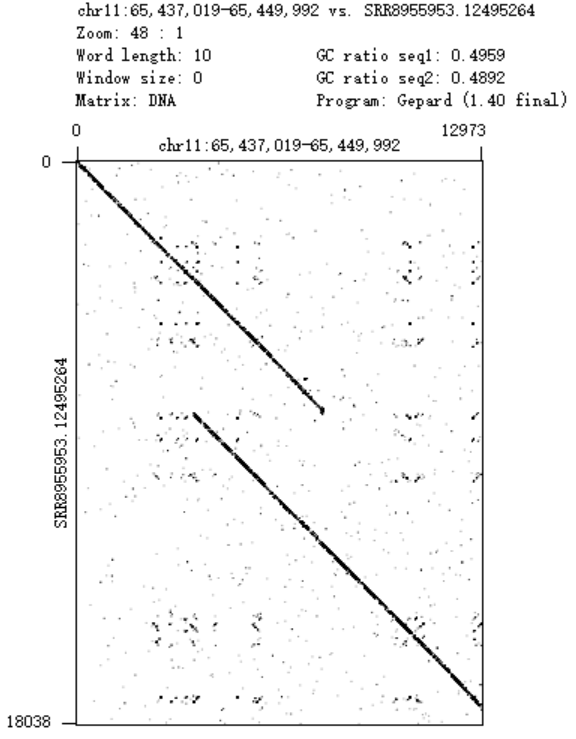 chr11:65,437,019-65,449,992 vs. SRR8955953.12495264
Zoom: 48 : 1
Word length: 10 GC ratio seq1: 0.4959
Window size: 0 GC ratio seq2: 0.4892
Matrix: DNA Program: Gepard (1.40 final)
0 12973
chr11:65,437,019-65,449,992
0
SRR8955953.12495264
18038